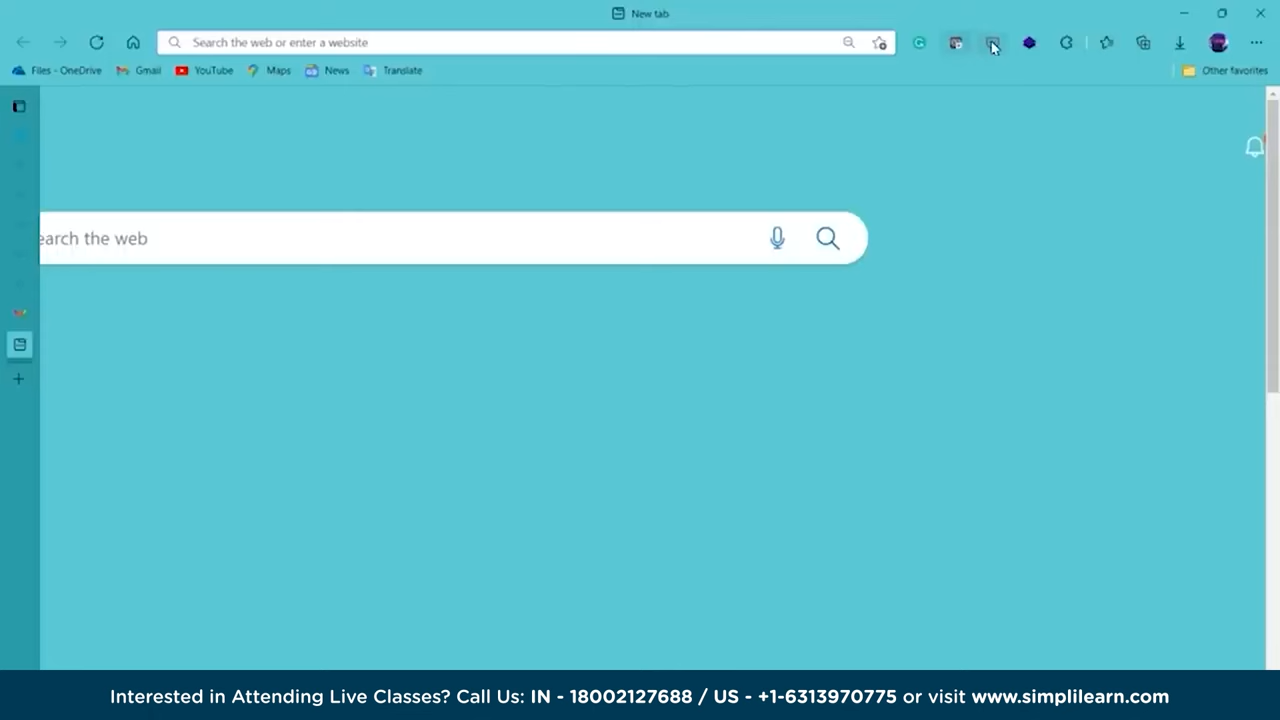 New tab
Search the web or enter a website
Files - OneDrive Gmail YouTube Maps News Translate Other favorites
earch the web
Interested in Attending Live Classes? Call Us: IN - 18002127688 / US - +1-6313970775 or visit www.simplilearn.com